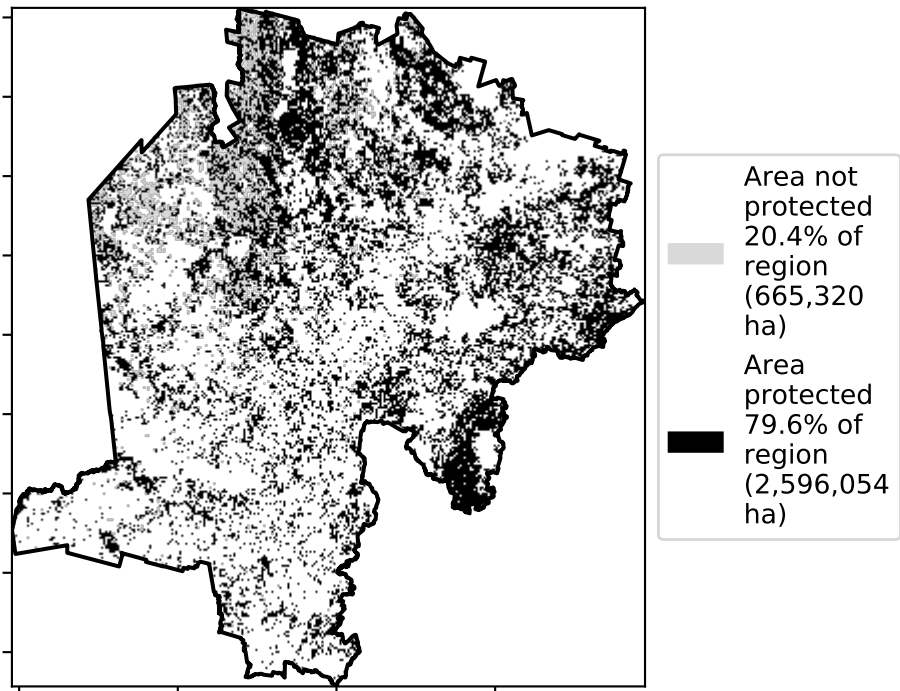 Area not
protected
20.4% of
region
(665,320
ha)
Area
protected
79.6% of
region
(2,596,054
ha)